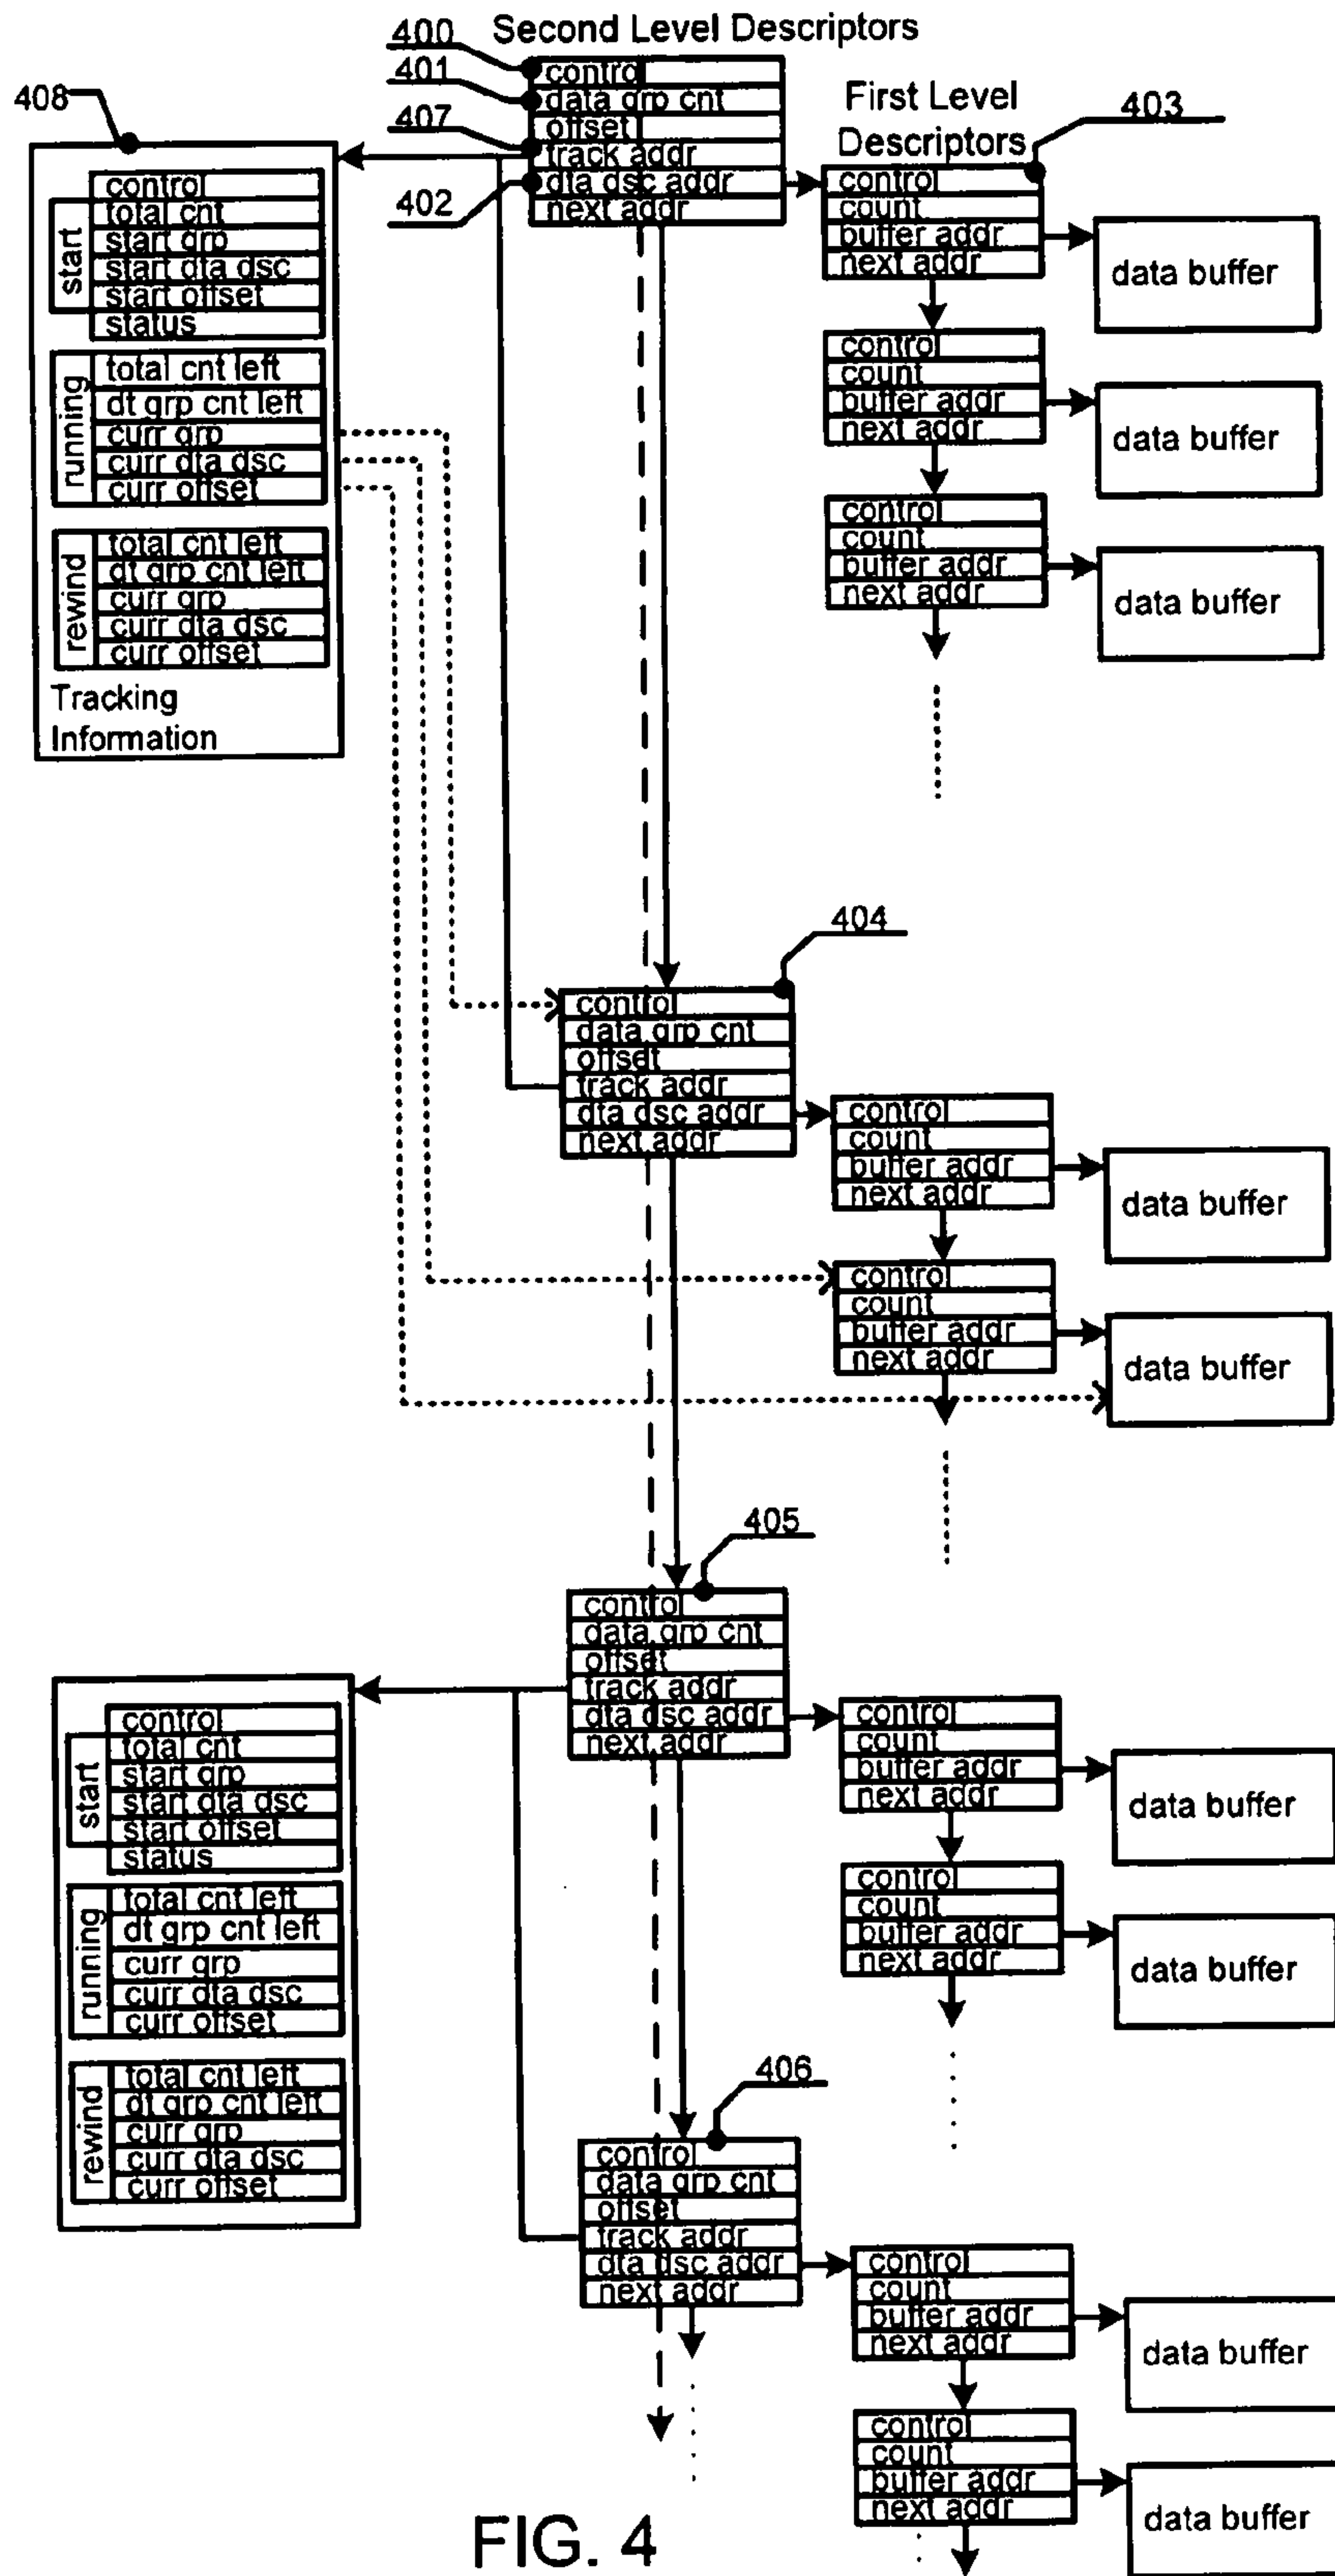 Second Level Descriptors
400
401
407
402
control
data grp cnt
offset
track addr
dta dsc addr
next addr
First Level
Descriptors
403
control
count
buffer addr
next addr
data buffer
control
count
buffer addr
next addr
data buffer
control
count
buffer addr
next addr
data buffer
408
control
start
total cnt
start grp
start dta dsc
start offset
status
running
total cnt left
dt grp cnt left
curr grp
curr dta dsc
curr offset
rewind
total cnt left
dt grp cnt left
curr grp
curr dta dsc
curr offset
Tracking
Information
404
control
data grp cnt
offset
track addr
dta dsc addr
next addr
control
count
buffer addr
next addr
data buffer
control
count
buffer addr
next addr
data buffer
405
control
data grp cnt
offset
track addr
dta dsc addr
next addr
control
count
buffer addr
next addr
data buffer
control
count
buffer addr
next addr
data buffer
control
start
total cnt
start grp
start dta dsc
start offset
status
running
total cnt left
dt grp cnt left
curr grp
curr dta dsc
curr offset
rewind
total cnt left
dt grp cnt left
curr grp
curr dta dsc
curr offset
406
control
data grp cnt
offset
track addr
dta dsc addr
next addr
control
count
buffer addr
next addr
data buffer
control
count
buffer addr
next addr
data buffer
FIG. 4